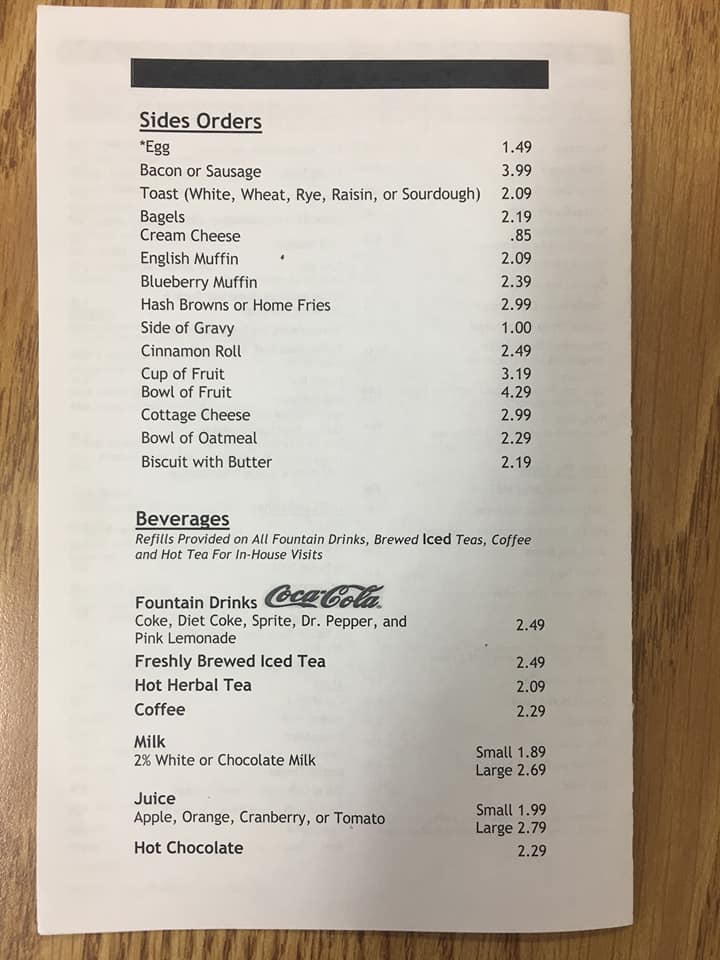 Sides Orders
*Egg 1.49
Bacon or Sausage 3.99
Toast (White, Wheat, Rye, Raisin, or Sourdough) 2.09
Bagels 2.19
Cream Cheese .85
English Muffin 2.09
Blueberry Muffin 2.39
Hash Browns or Home Fries 2.99
Side of Gravy 1.00
Cinnamon Roll 2.49
Cup of Fruit 3.19
Bowl of Fruit 4.29
Cottage Cheese 2.99
Bowl of Oatmeal 2.29
Biscuit with Butter 2.19
Beverages
Refills Provided on All Fountain Drinks, Brewed Iced Teas, Coffee
and Hot Tea For In-House Visits
Fountain Drinks Coca-Cola
Coke, Diet Coke, Sprite, Dr. Pepper, and 2.49
Pink Lemonade
Freshly Brewed Iced Tea 2.49
Hot Herbal Tea 2.09
Coffee 2.29
Milk
2% White or Chocolate Milk Small 1.89
Large 2.69
Juice
Apple, Orange, Cranberry, or Tomato Small 1.99
Large 2.79
Hot Chocolate 2.29